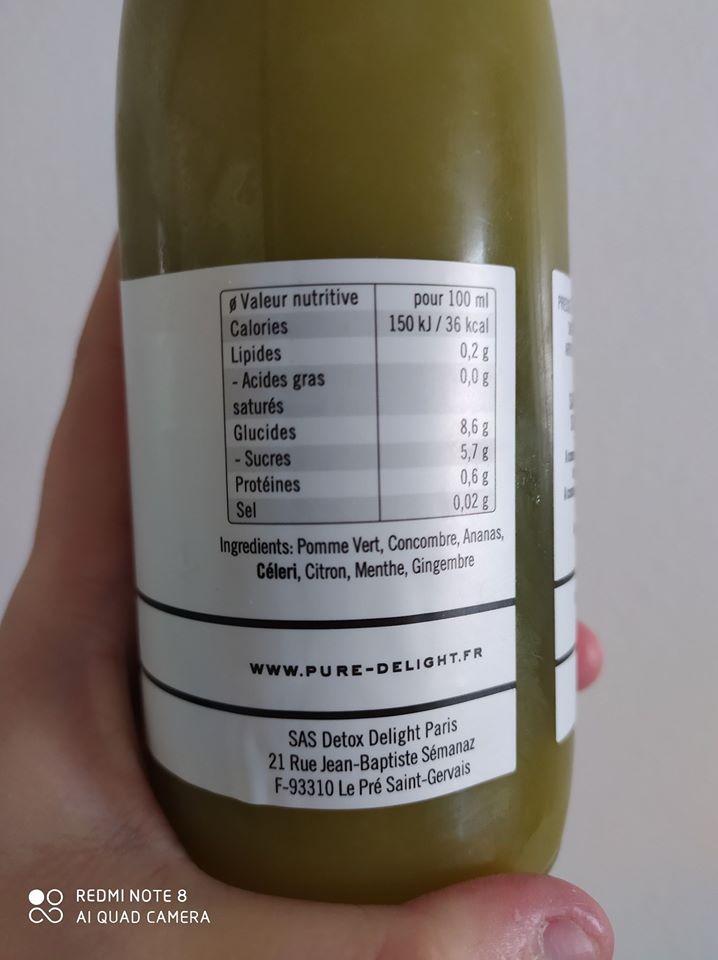 ø Valeur nutritive pour 100 ml
Calories 150 kJ / 36 kcal
Lipides 0,2 g
- Acides gras 0,0 g
saturés
Glucides 8,6 g
- Sucres 5,7 g
Protéines 0,6 g
Sel 0,02 g
Ingredients: Pomme Vert, Concombre, Ananas,
Céleri, Citron, Menthe, Gingembre
WWW.PURE-DELIGHT.FR
SAS Detox Delight Paris
21 Rue Jean-Baptiste Sémanaz
F-93310 Le Pré Saint-Gervais
REDMI NOTE 8
AI QUAD CAMERA